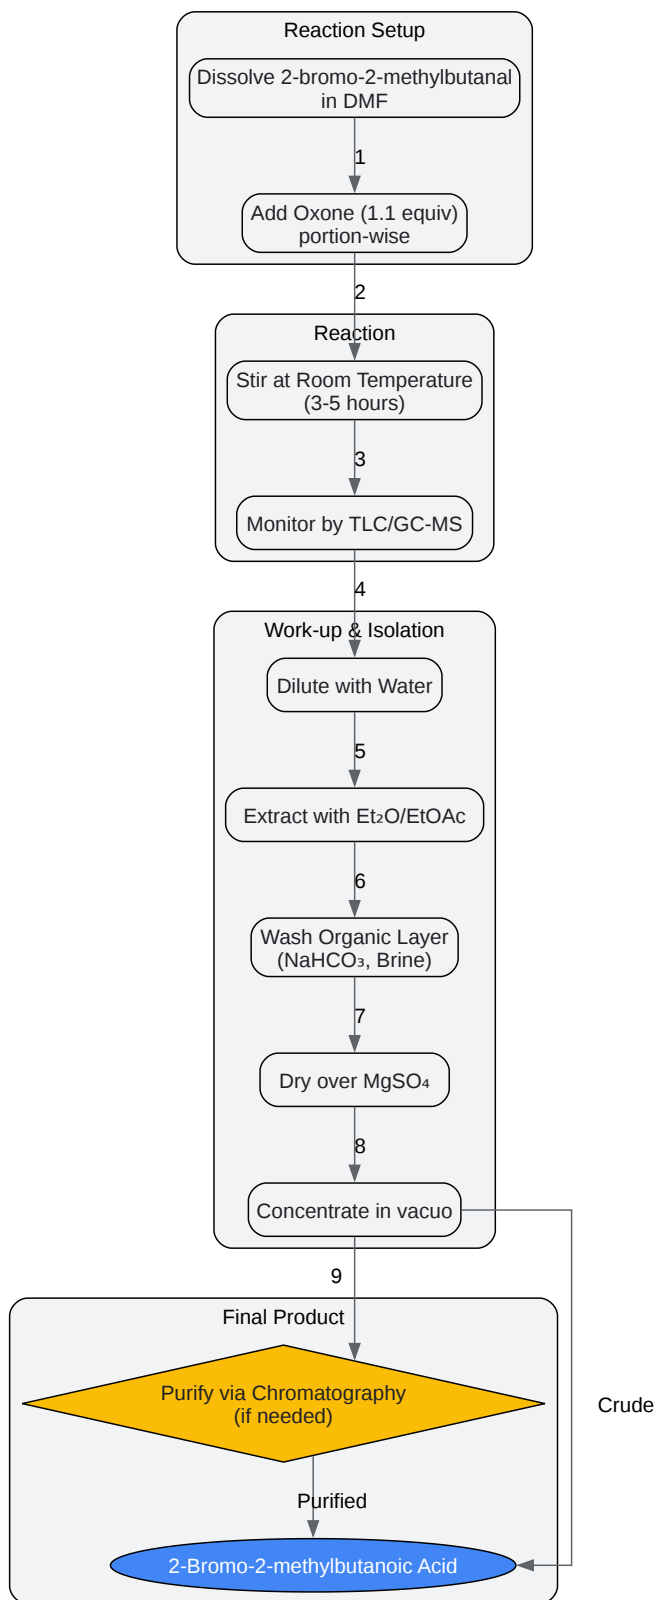 Reaction Setup
Dissolve 2-bromo-2-methylbutanal
in DMF
1
Add Oxone (1.1 equiv)
portion-wise
2
Reaction
Stir at Room Temperature
(3-5 hours)
3
Monitor by TLC/GC-MS
4
Work-up & Isolation
Dilute with Water
5
Extract with Et₂O/EtOAc
6
Wash Organic Layer
(NaHCO₃, Brine)
7
Dry over MgSO₄
8
Concentrate in vacuo
9
Final Product
Purify via Chromatography
(if needed)
Crude
Purified
2-Bromo-2-methylbutanoic Acid